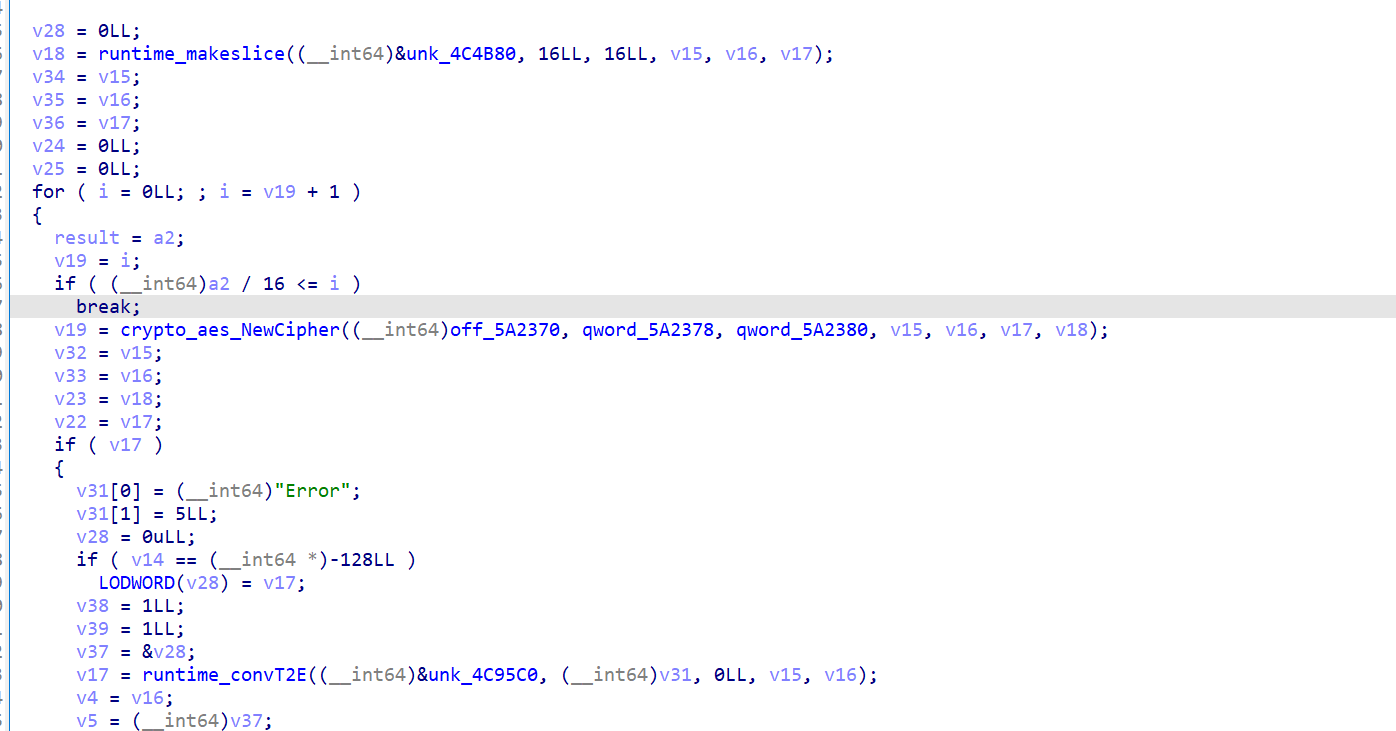 v28 = 0LL;
v18 = runtime_makeslice((__int64)&unk_4C4B80, 16LL, 16LL, v15, v16, v17);
v34 = v15;
v35 = v16;
v36 = v17;
v24 = 0LL;
v25 = 0LL;
for ( i = 0LL; ; i = v19 + 1 )
{
result = a2;
v19 = i;
if ( (__int64)a2 / 16 <= i )
break;
v19 = crypto_aes_NewCipher((__int64)off_5A2370, qword_5A2378, qword_5A2380, v15, v16, v17, v18);
v32 = v15;
v33 = v16;
v23 = v18;
v22 = v17;
if ( v17 )
{
v31[0] = (__int64)"Error";
v31[1] = 5LL;
v28 = 0uLL;
if ( v14 == (__int64 *)-128LL )
LODWORD(v28) = v17;
v38 = 1LL;
v39 = 1LL;
v37 = &v28;
v17 = runtime_convT2E((__int64)&unk_4C95C0, (__int64)v31, 0LL, v15, v16);
v4 = v16;
v5 = (__int64)v37;